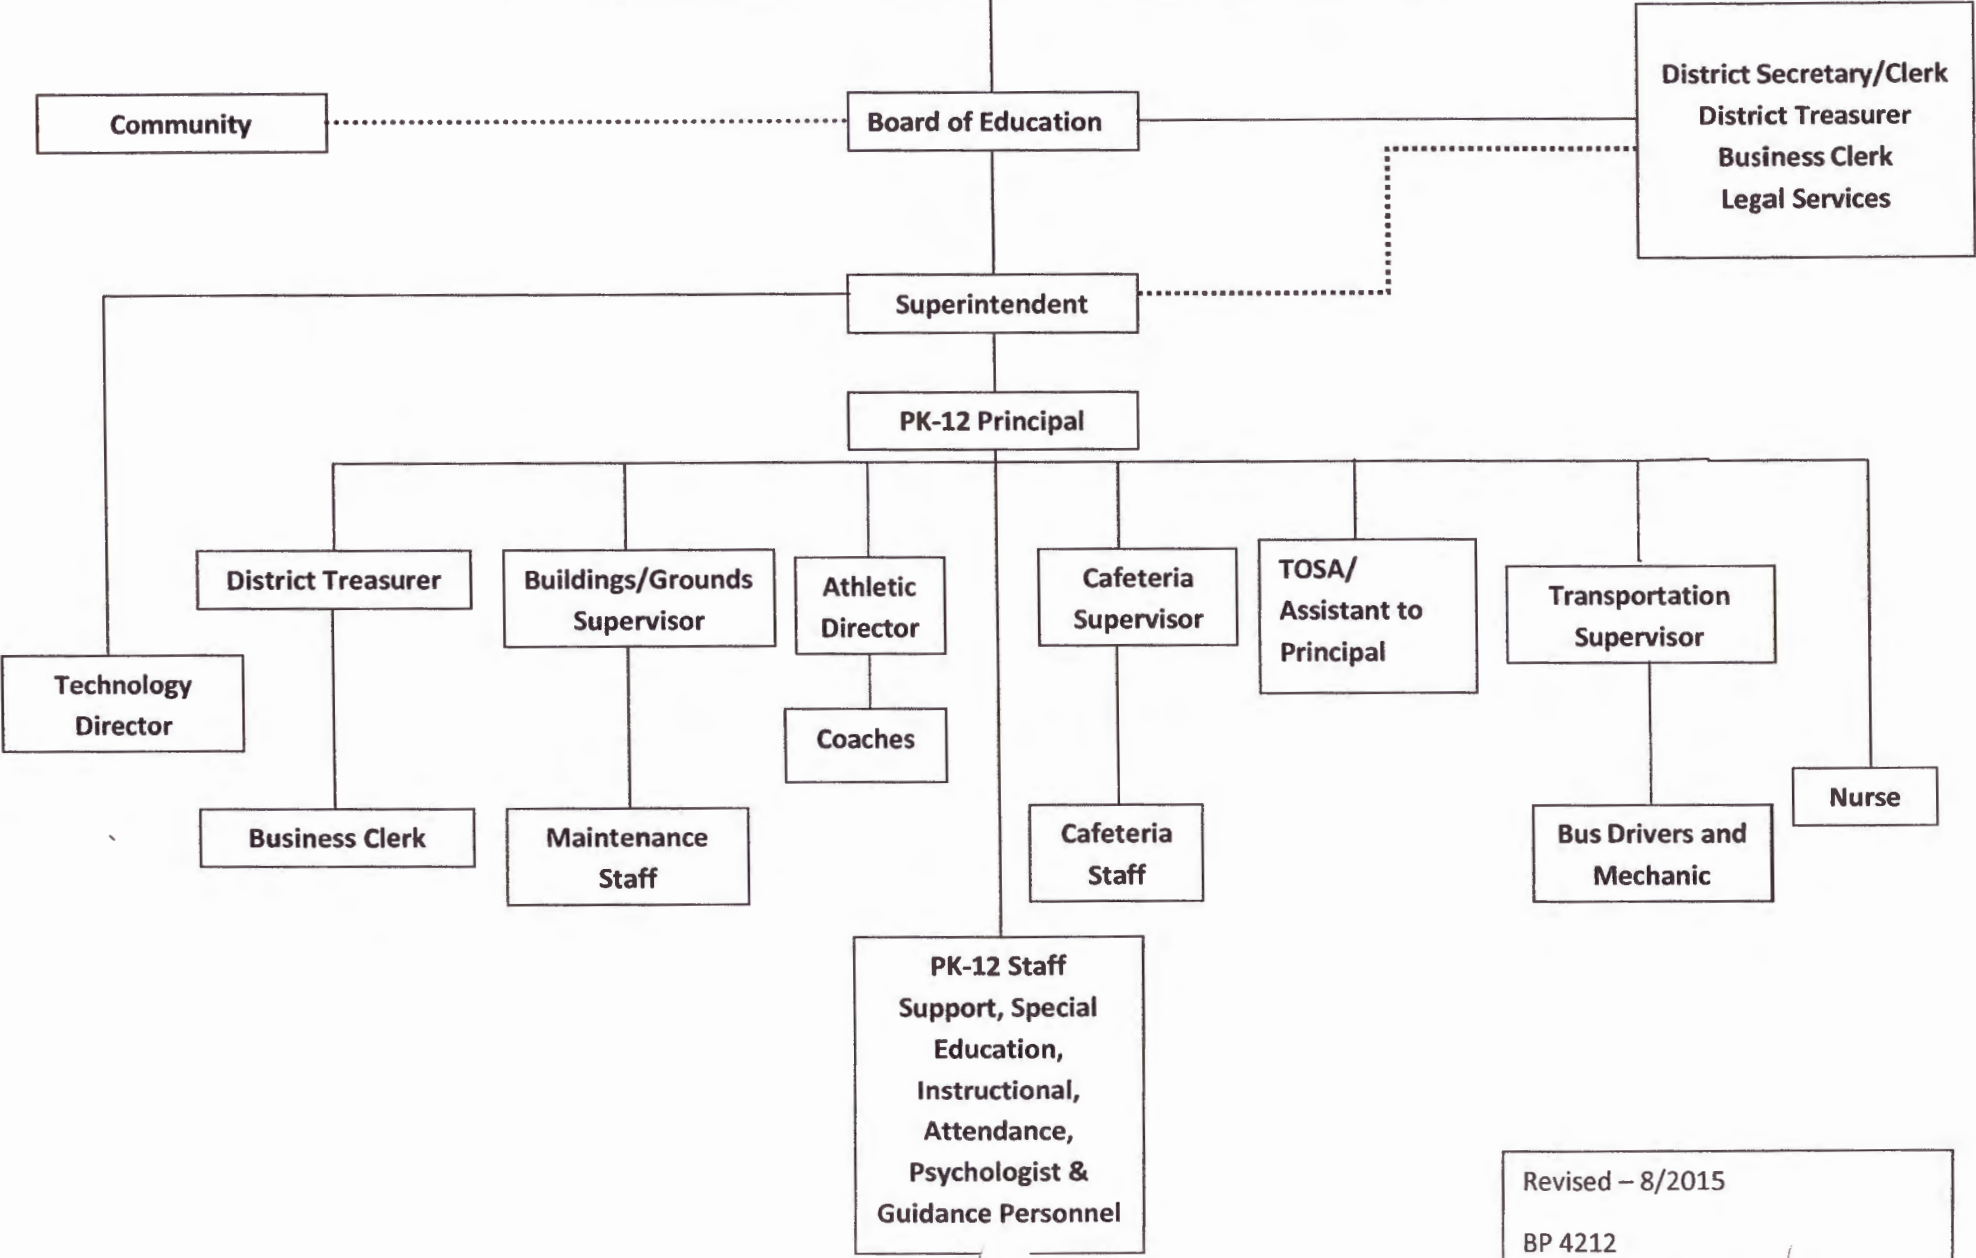 Community
Board of Education
District Secretary/Clerk
District Treasurer
Business Clerk
Legal Services
Superintendent
PK-12 Principal
District Treasurer
Buildings/Grounds
Supervisor
Athletic
Director
Cafeteria
Supervisor
TOSA/
Assistant to
Principal
Transportation
Supervisor
Technology
Director
Coaches
Nurse
Business Clerk
Maintenance
Staff
Cafeteria
Staff
Bus Drivers and
Mechanic
PK-12 Staff
Support, Special
Education,
Instructional,
Attendance,
Psychologist &
Guidance Personnel
Revised – 8/2015
BP 4212